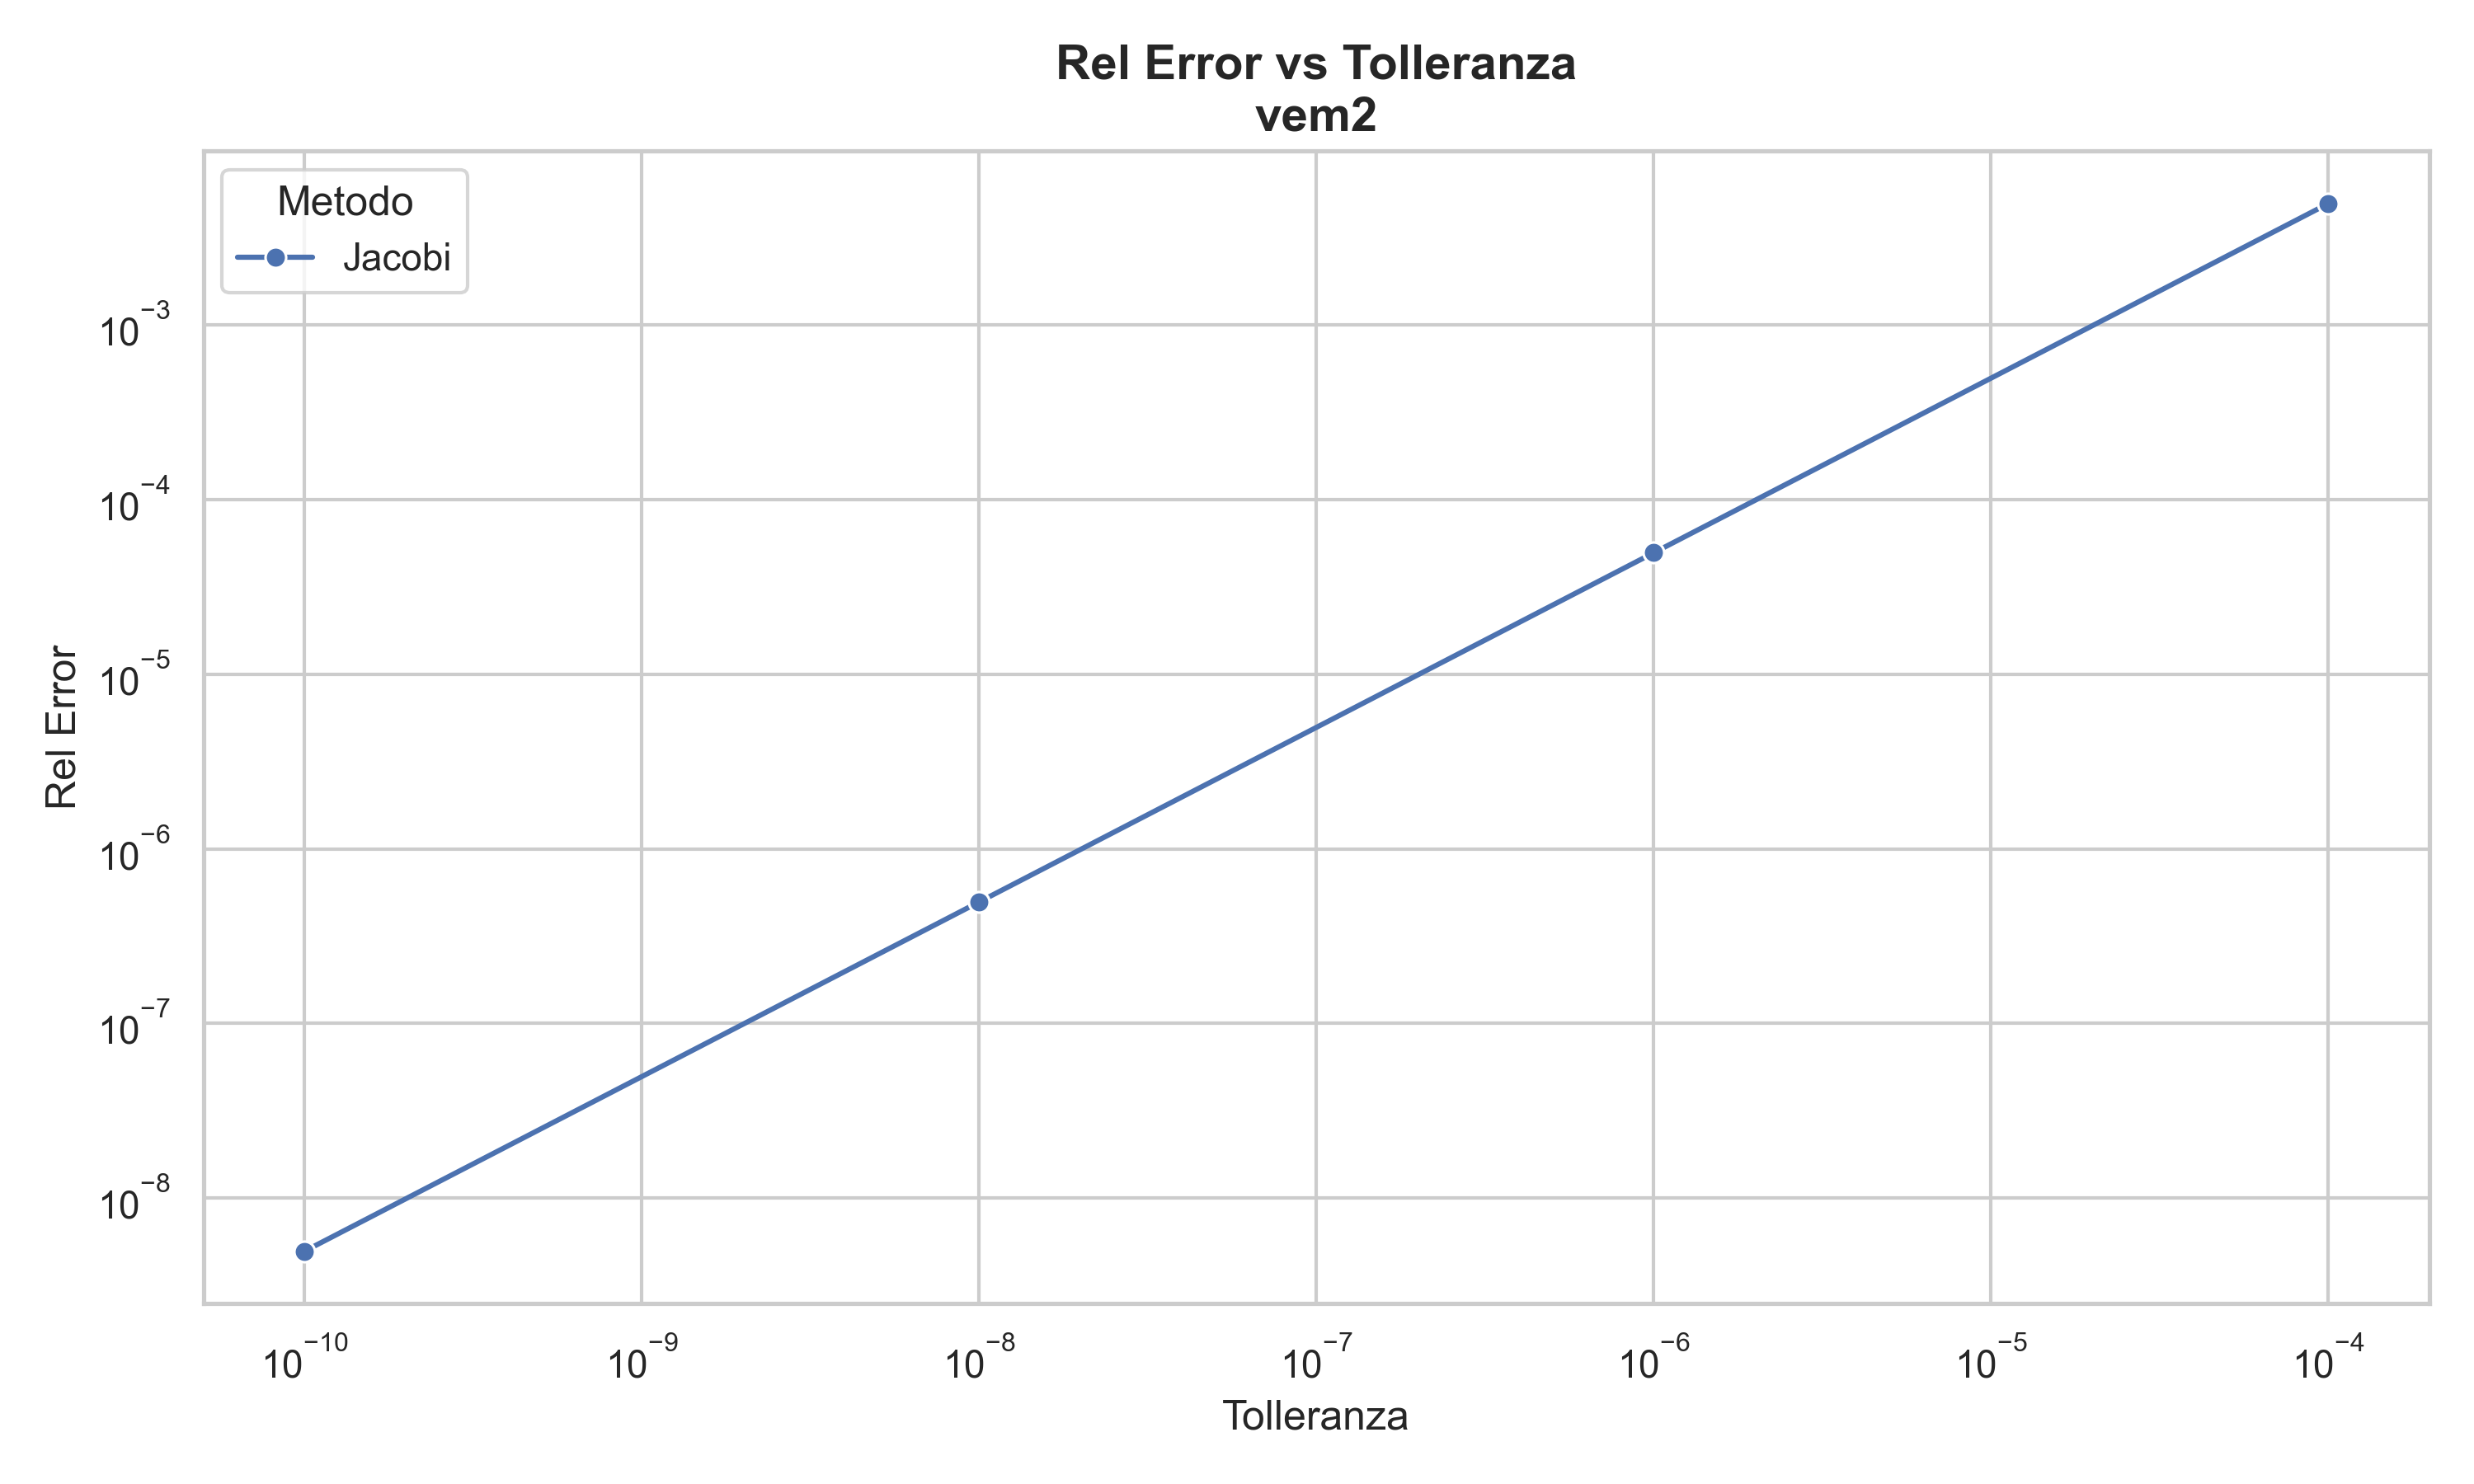 Rel Error vs Tolleranza
vem2
Metodo
Jacobi
10⁻³
10⁻⁴
10⁻⁵
10⁻⁶
10⁻⁷
10⁻⁸
Rel Error
10⁻¹⁰
10⁻⁹
10⁻⁸
10⁻⁷
10⁻⁶
10⁻⁵
10⁻⁴
Tolleranza